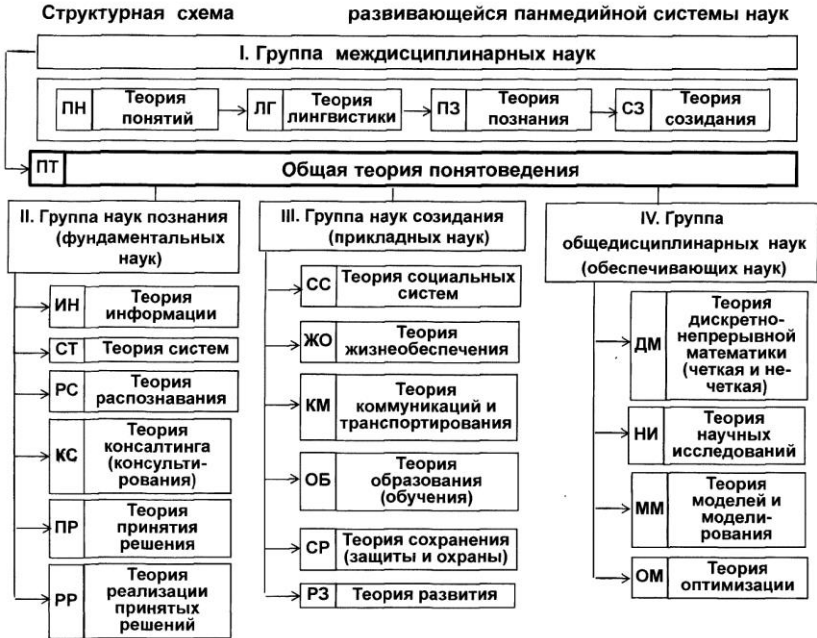 Структурная схема развивающейся панмедийной системы наук
I. Группа междисциплинарных наук
ПН
Теория
понятий
ЛГ
Теория
лингвистики
ПЗ
Теория
познания
СЗ
Теория
созидания
ПТ
Общая теория понятоведения
II. Группа наук познания
(фундаментальных
наук)
ИН
Теория
информации
СТ
Теория систем
РС
Теория
распознавания
КС
Теория
консалтинга
(консульти-
рования)
ПР
Теория
принятия
решения
РР
Теория
реализации
принятых
решений
III. Группа наук созидания
(прикладных наук)
СС
Теория социальных
систем
ЖО
Теория
жизнеобеспечения
КМ
Теория
коммуникаций и
транспортирования
ОБ
Теория
образования
(обучения)
СР
Теория сохранения
(защиты и охраны)
РЗ
Теория развития
IV. Группа
общедисциплинарных наук
(обеспечивающих наук)
ДМ
Теория
дискретно-
непрерывной
математики
(четкая и не-
четкая)
НИ
Теория
научных
исследований
ММ
Теория
моделей и
модели-
рования
ОМ
Теория
оптимизации